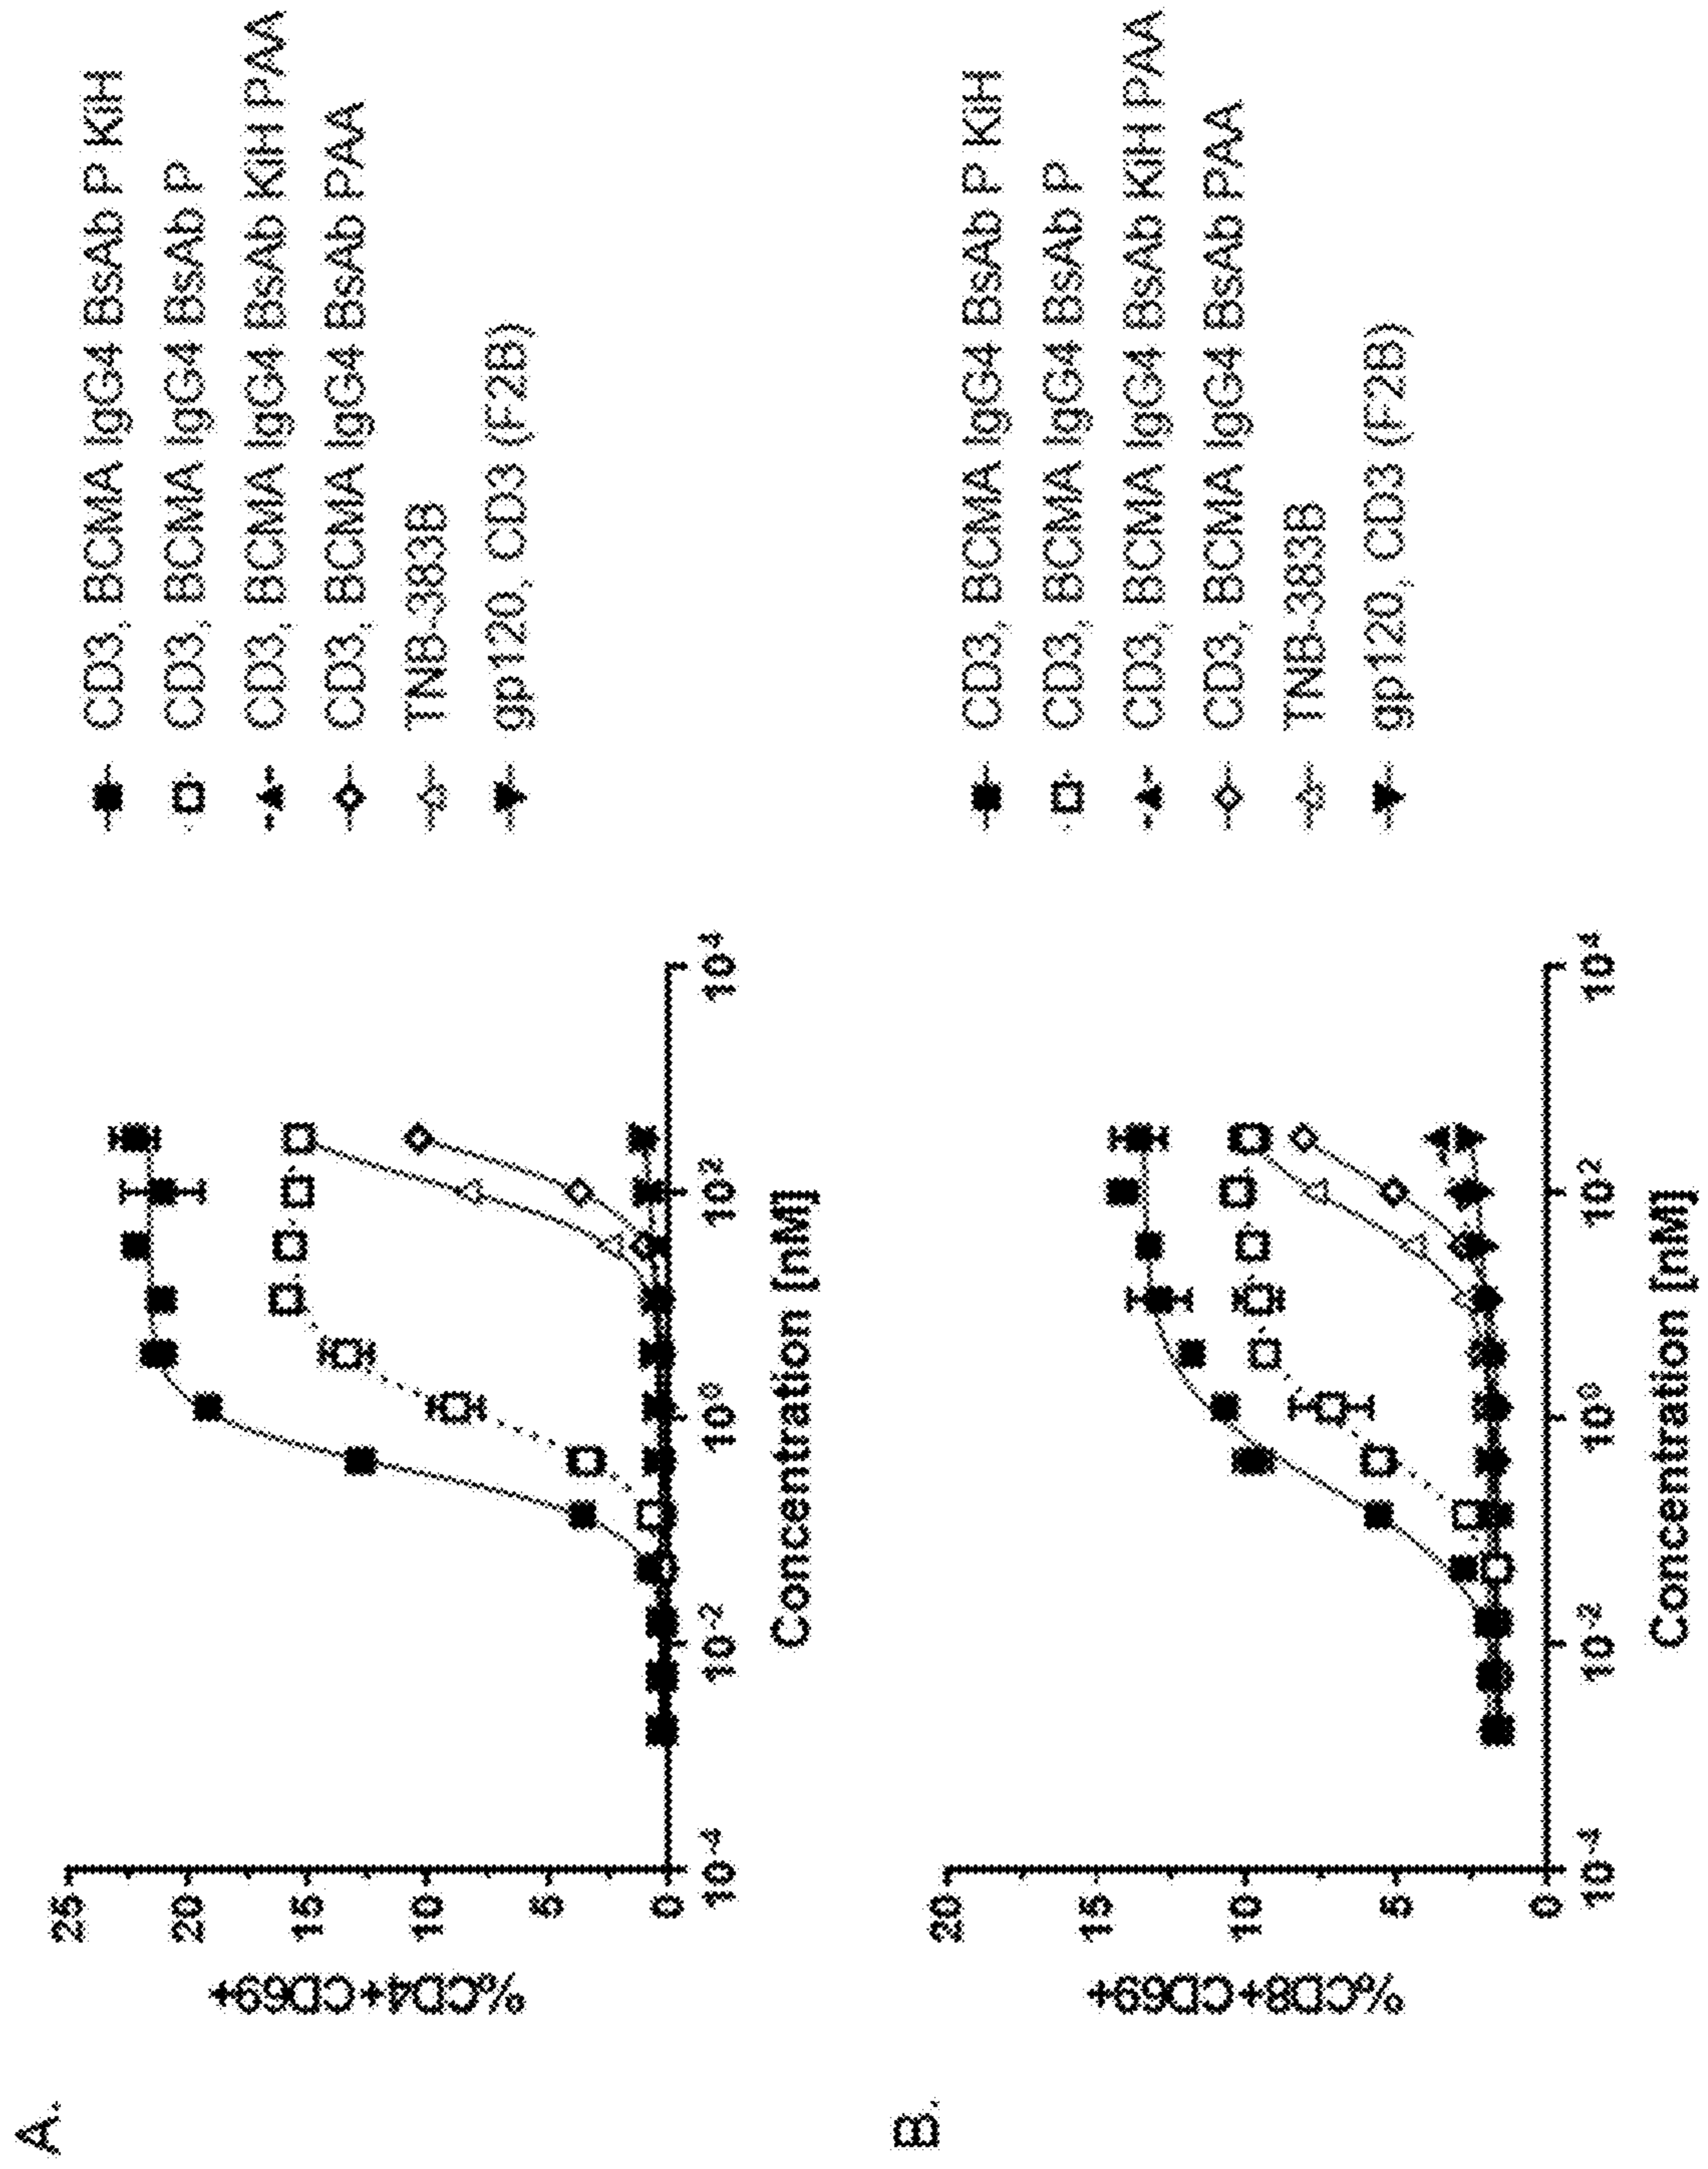 A.
%CD4+CD69+
25
20
15
10
5
0
10-4
10-2
100
102
104
Concentration [nM]
CD3, BCMA IgG4 BsAb P KiH
CD3, BCMA IgG4 BsAb P
CD3, BCMA IgG4 BsAb KiH PAA
CD3, BCMA IgG4 BsAb PAA
TNB-383B
gp120, CD3 (F2B)
B.
%CD8+CD69+
20
15
10
5
0
10-4
10-2
100
102
104
Concentration [nM]
CD3, BCMA IgG4 BsAb P KiH
CD3, BCMA IgG4 BsAb P
CD3, BCMA IgG4 BsAb KiH PAA
CD3, BCMA IgG4 BsAb PAA
TNB-383B
gp120, CD3 (F2B)